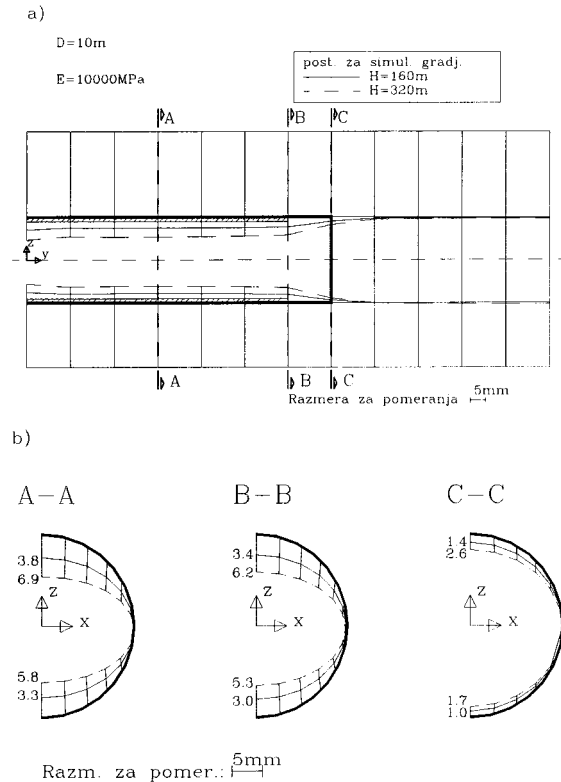 a)
D=10m
E=10000MPa
post. za simul. gradj.
H=160m
H=320m
A B C
z
y
A B C
Razmera za pomeranja 5mm
b)
A-A B-B C-C
3.8 3.4 1.4
6.9 6.2 2.6
z z z
x x x
5.8 5.3 1.7
3.3 3.0 1.0
Razm. za pomer.: 5mm